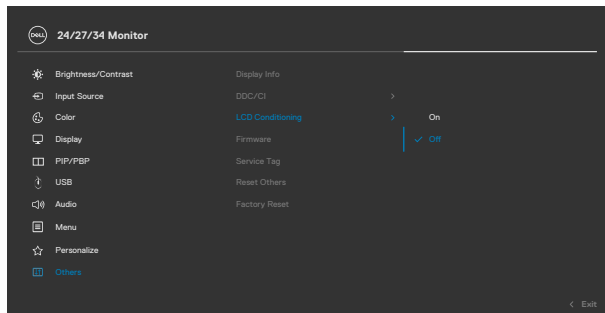 DELL 24/27/34 Monitor
Brightness/Contrast Display Info
Input Source DDC/CI
Color LCD Conditioning On
Display Firmware Off
PIP/PBP Service Tag
USB Reset Others
Audio Factory Reset
Menu
Personalize
Others
Exit